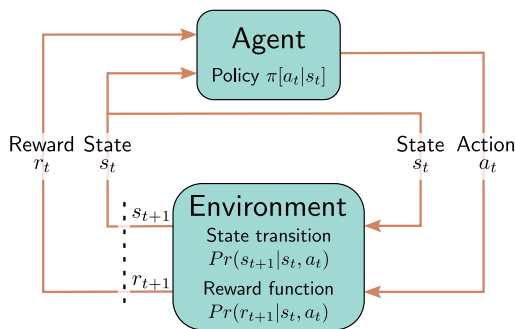 Agent
Policy π[a_t|s_t]
Reward
r_t
State
s_t
State
s_t
Action
a_t
s_{t+1}
Environment
State transition
Pr(s_{t+1}|s_t, a_t)
r_{t+1}
Reward function
Pr(r_{t+1}|s_t, a_t)